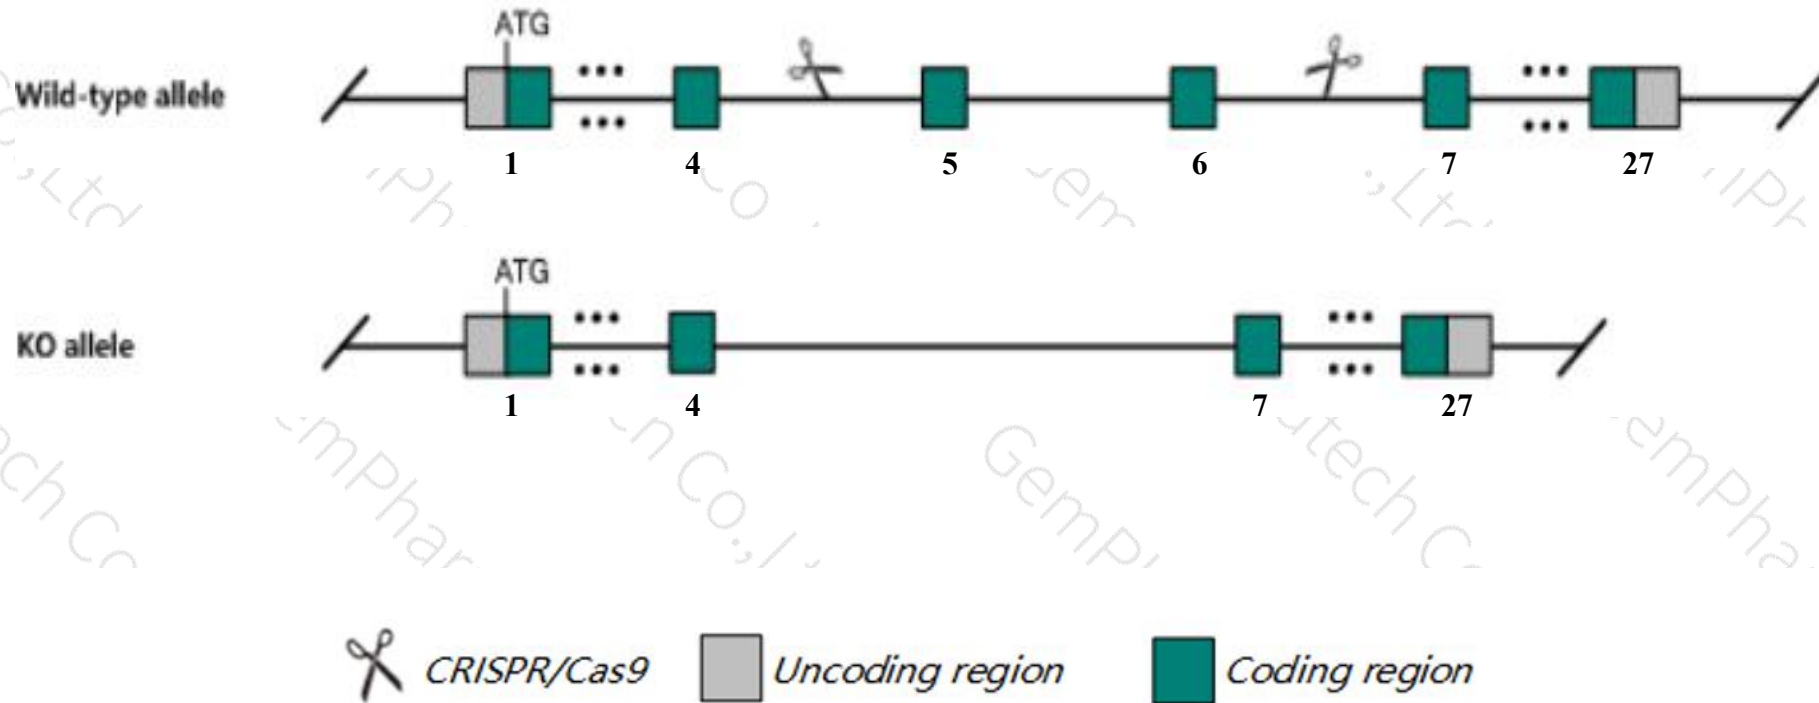 ATG
Wild-type allele
1 4 5 6 7 27
ATG
KO allele
1 4 7 27
CRISPR/Cas9 Uncoding region Coding region